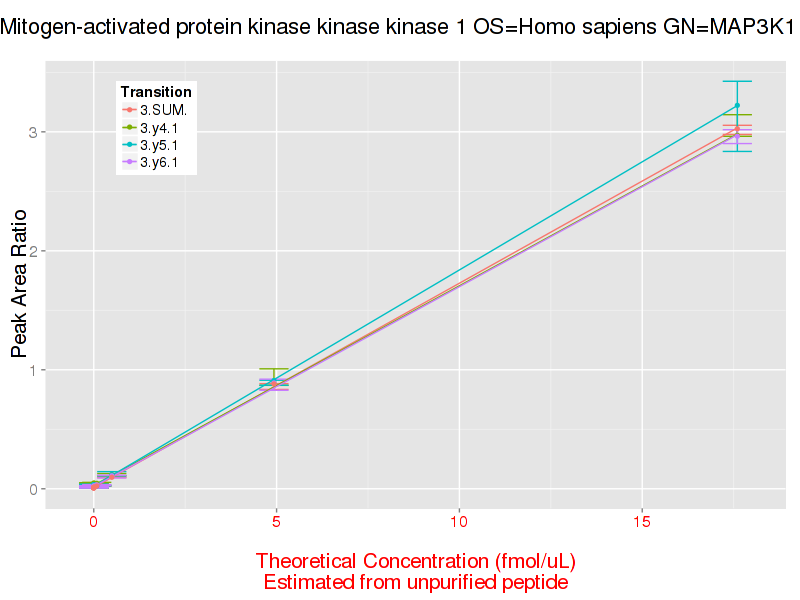 Mitogen-activated protein kinase kinase kinase 1 OS=Homo sapiens GN=MAP3K1
Transition
3.SUM.
3.y4.1
3.y5.1
3.y6.1
Peak Area Ratio
3
2
1
0
0 5 10 15
Theoretical Concentration (fmol/uL)
Estimated from unpurified peptide